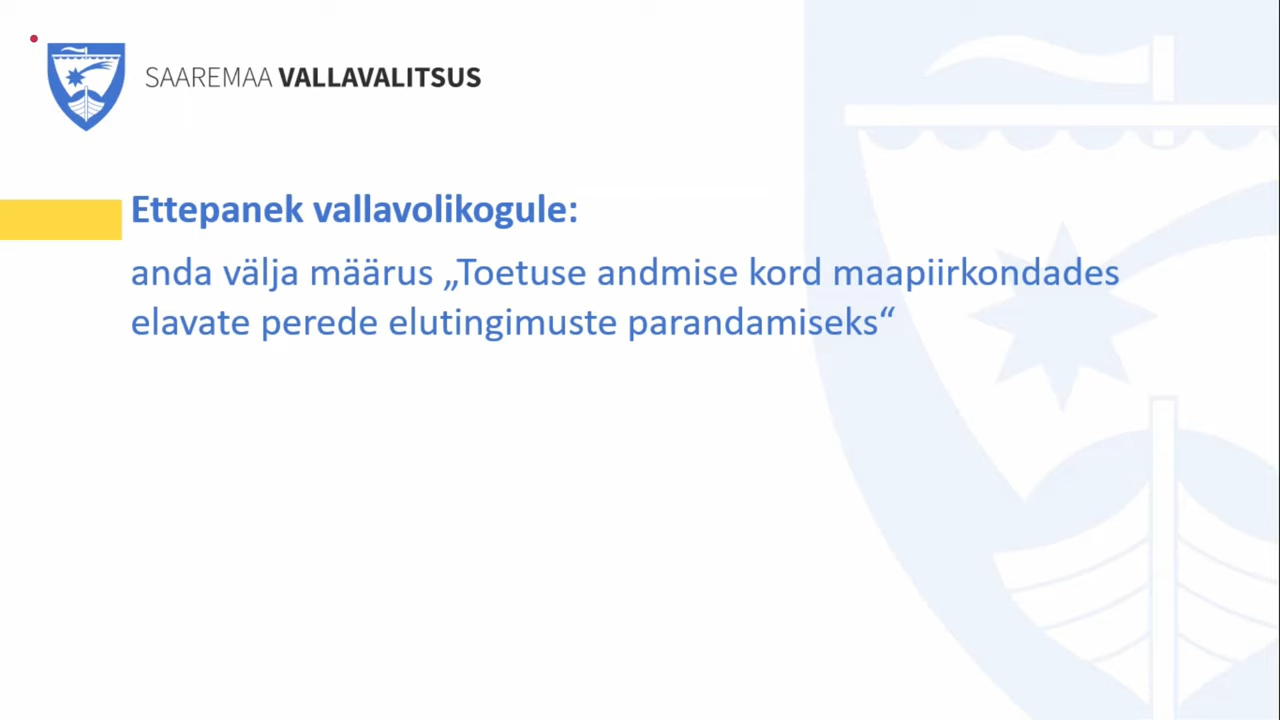 SAAREMAA VALLAVALITSUS
Ettepanek vallavolikogule:
anda välja määrus „Toetuse andmise kord maapiirkondades
elavate perede elutingimuste parandamiseks“